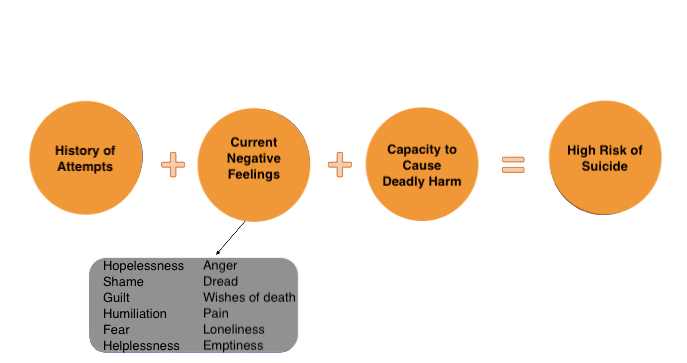 History of
Attempts
Current
Negative
Feelings
Capacity to
Cause
Deadly Harm
High Risk of
Suicide
Hopelessness
Shame
Guilt
Humiliation
Fear
Helplessness
Anger
Dread
Wishes of death
Pain
Loneliness
Emptiness